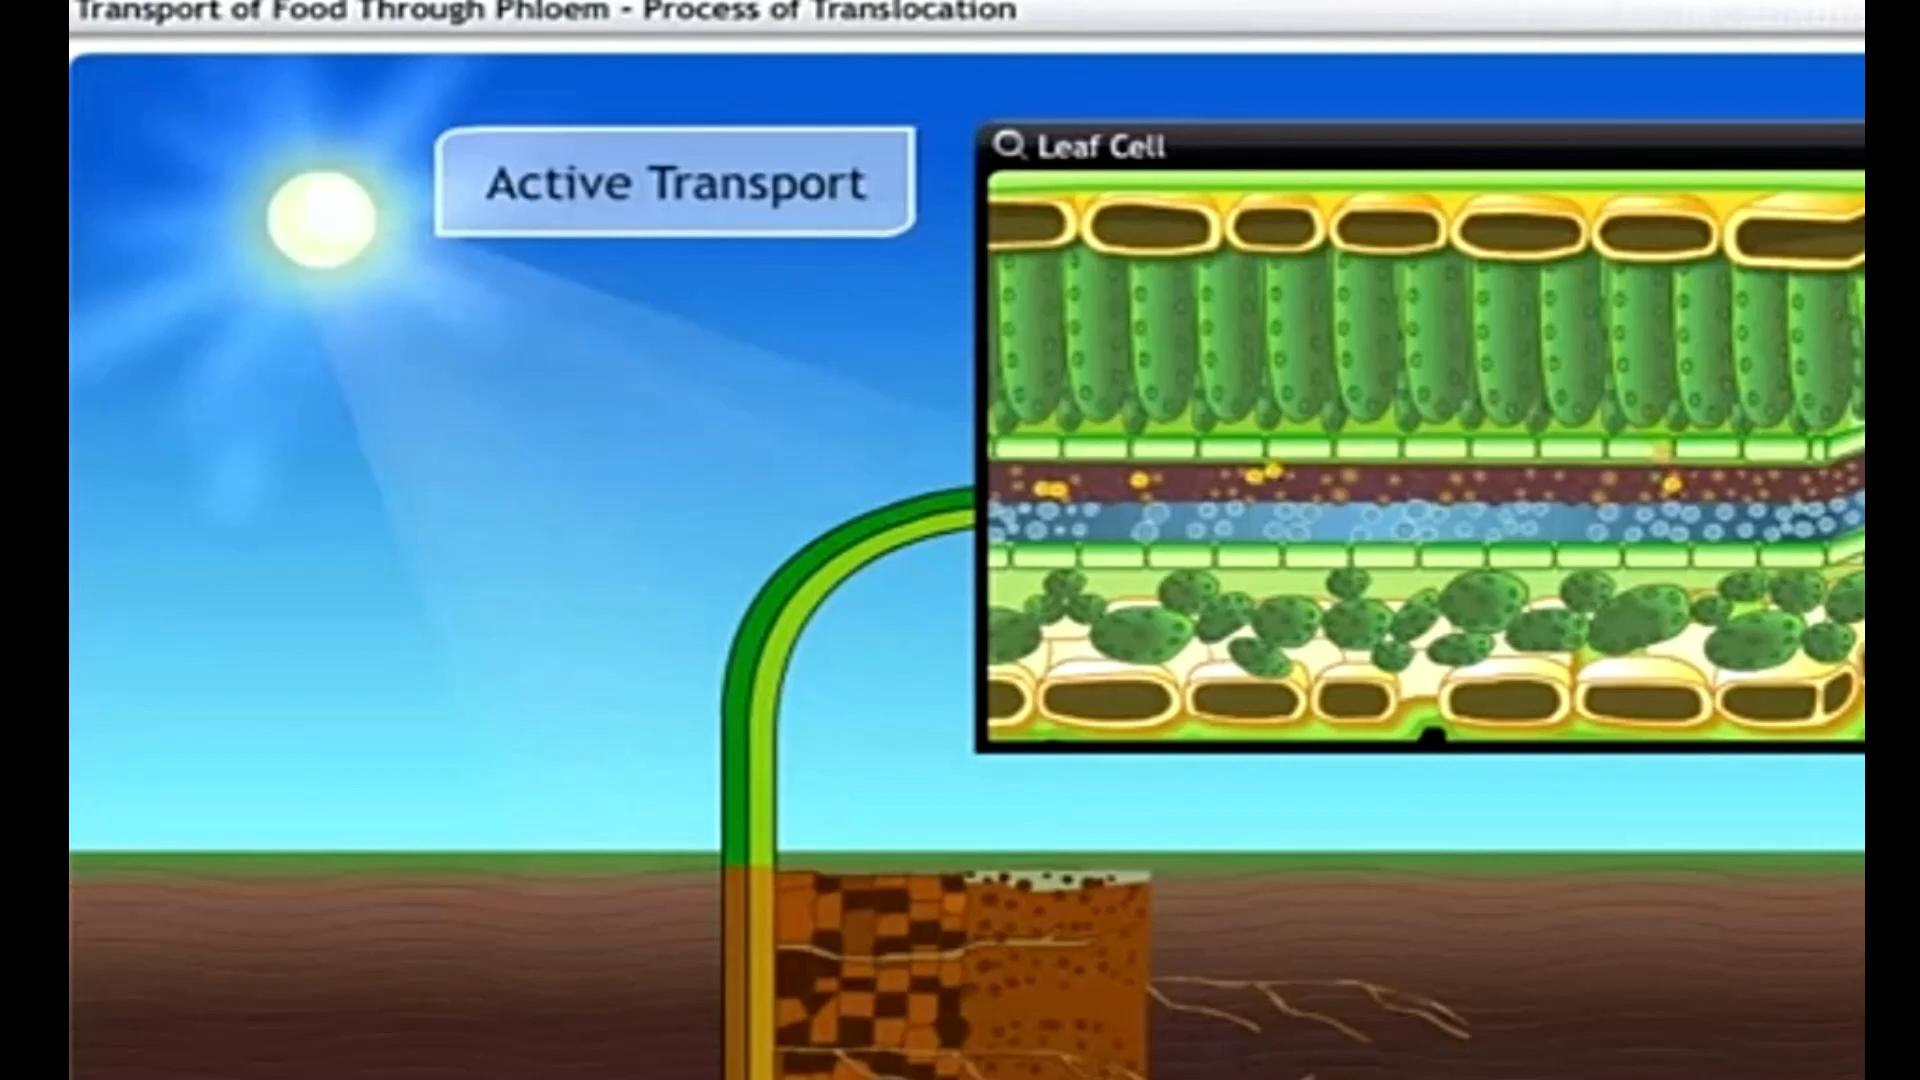 Transport of Food Through Phloem - Process of Translocation
Active Transport
Leaf Cell